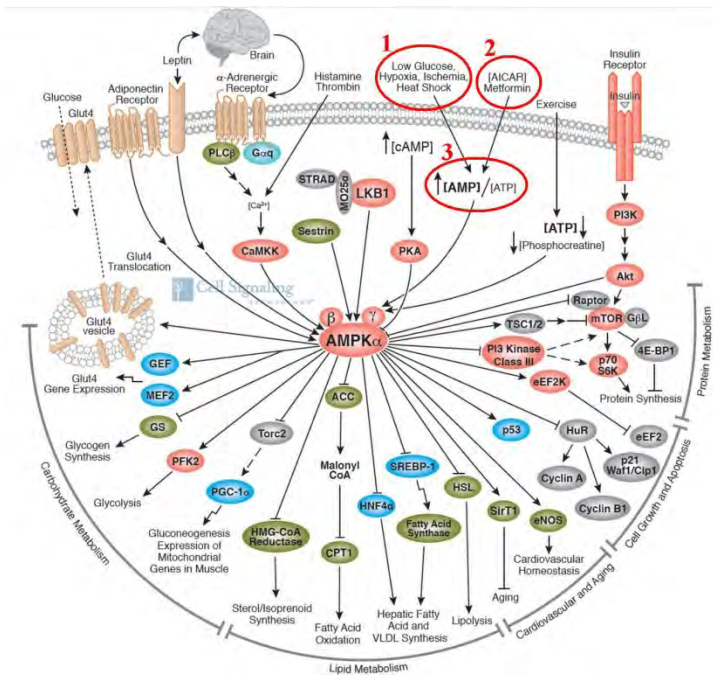 1
2
3
Brain
Leptin
Adiponectin
Receptor
α-Adrenergic
Receptor
Histamine
Thrombin
Low Glucose,
Hypoxia, Ischemia,
Heat Shock
[AICAR]
Metformin
Insulin
Receptor
Insulin
Glucose
Glut4
Exercise
PLCβ
Gαq
[cAMP]
STRAD
MO25α
LKB1
[AMP]/[ATP]
[Ca²⁺]
Sestrin
CaMKK
PKA
[ATP]
[Phosphocreatine]
PI3K
Akt
Glut4
Translocation
Cell Signaling
TECHNOLOGY
Glut4
vesicle
β
γ
AMPKα
Raptor
mTOR
GβL
TSC1/2
PI3 Kinase
Class III
p70
S6K
4E-BP1
eEF2K
Protein Synthesis
GEF
MEF2
Glut4
Gene Expression
GS
Glycogen
Synthesis
PFK2
Glycolysis
Torc2
PGC-1α
Gluconeogenesis
Expression of
Mitochondrial
Genes in Muscle
ACC
Malonyl
CoA
CPT1
Fatty Acid
Oxidation
HMG-CoA
Reductase
Sterol/Isoprenoid
Synthesis
SREBP-1
HNF4α
Fatty Acid
Synthase
Hepatic Fatty
Acid and
VLDL Synthesis
HSL
Lipolysis
SirT1
Aging
p53
eNOS
Cardiovascular
Homeostasis
HuR
Cyclin A
Cyclin B1
p21
Waf1/Cip1
eEF2
Carbohydrate Metabolism
Lipid Metabolism
Cardiovascular and Aging
Cell Growth and Apoptosis
Protein Metabolism